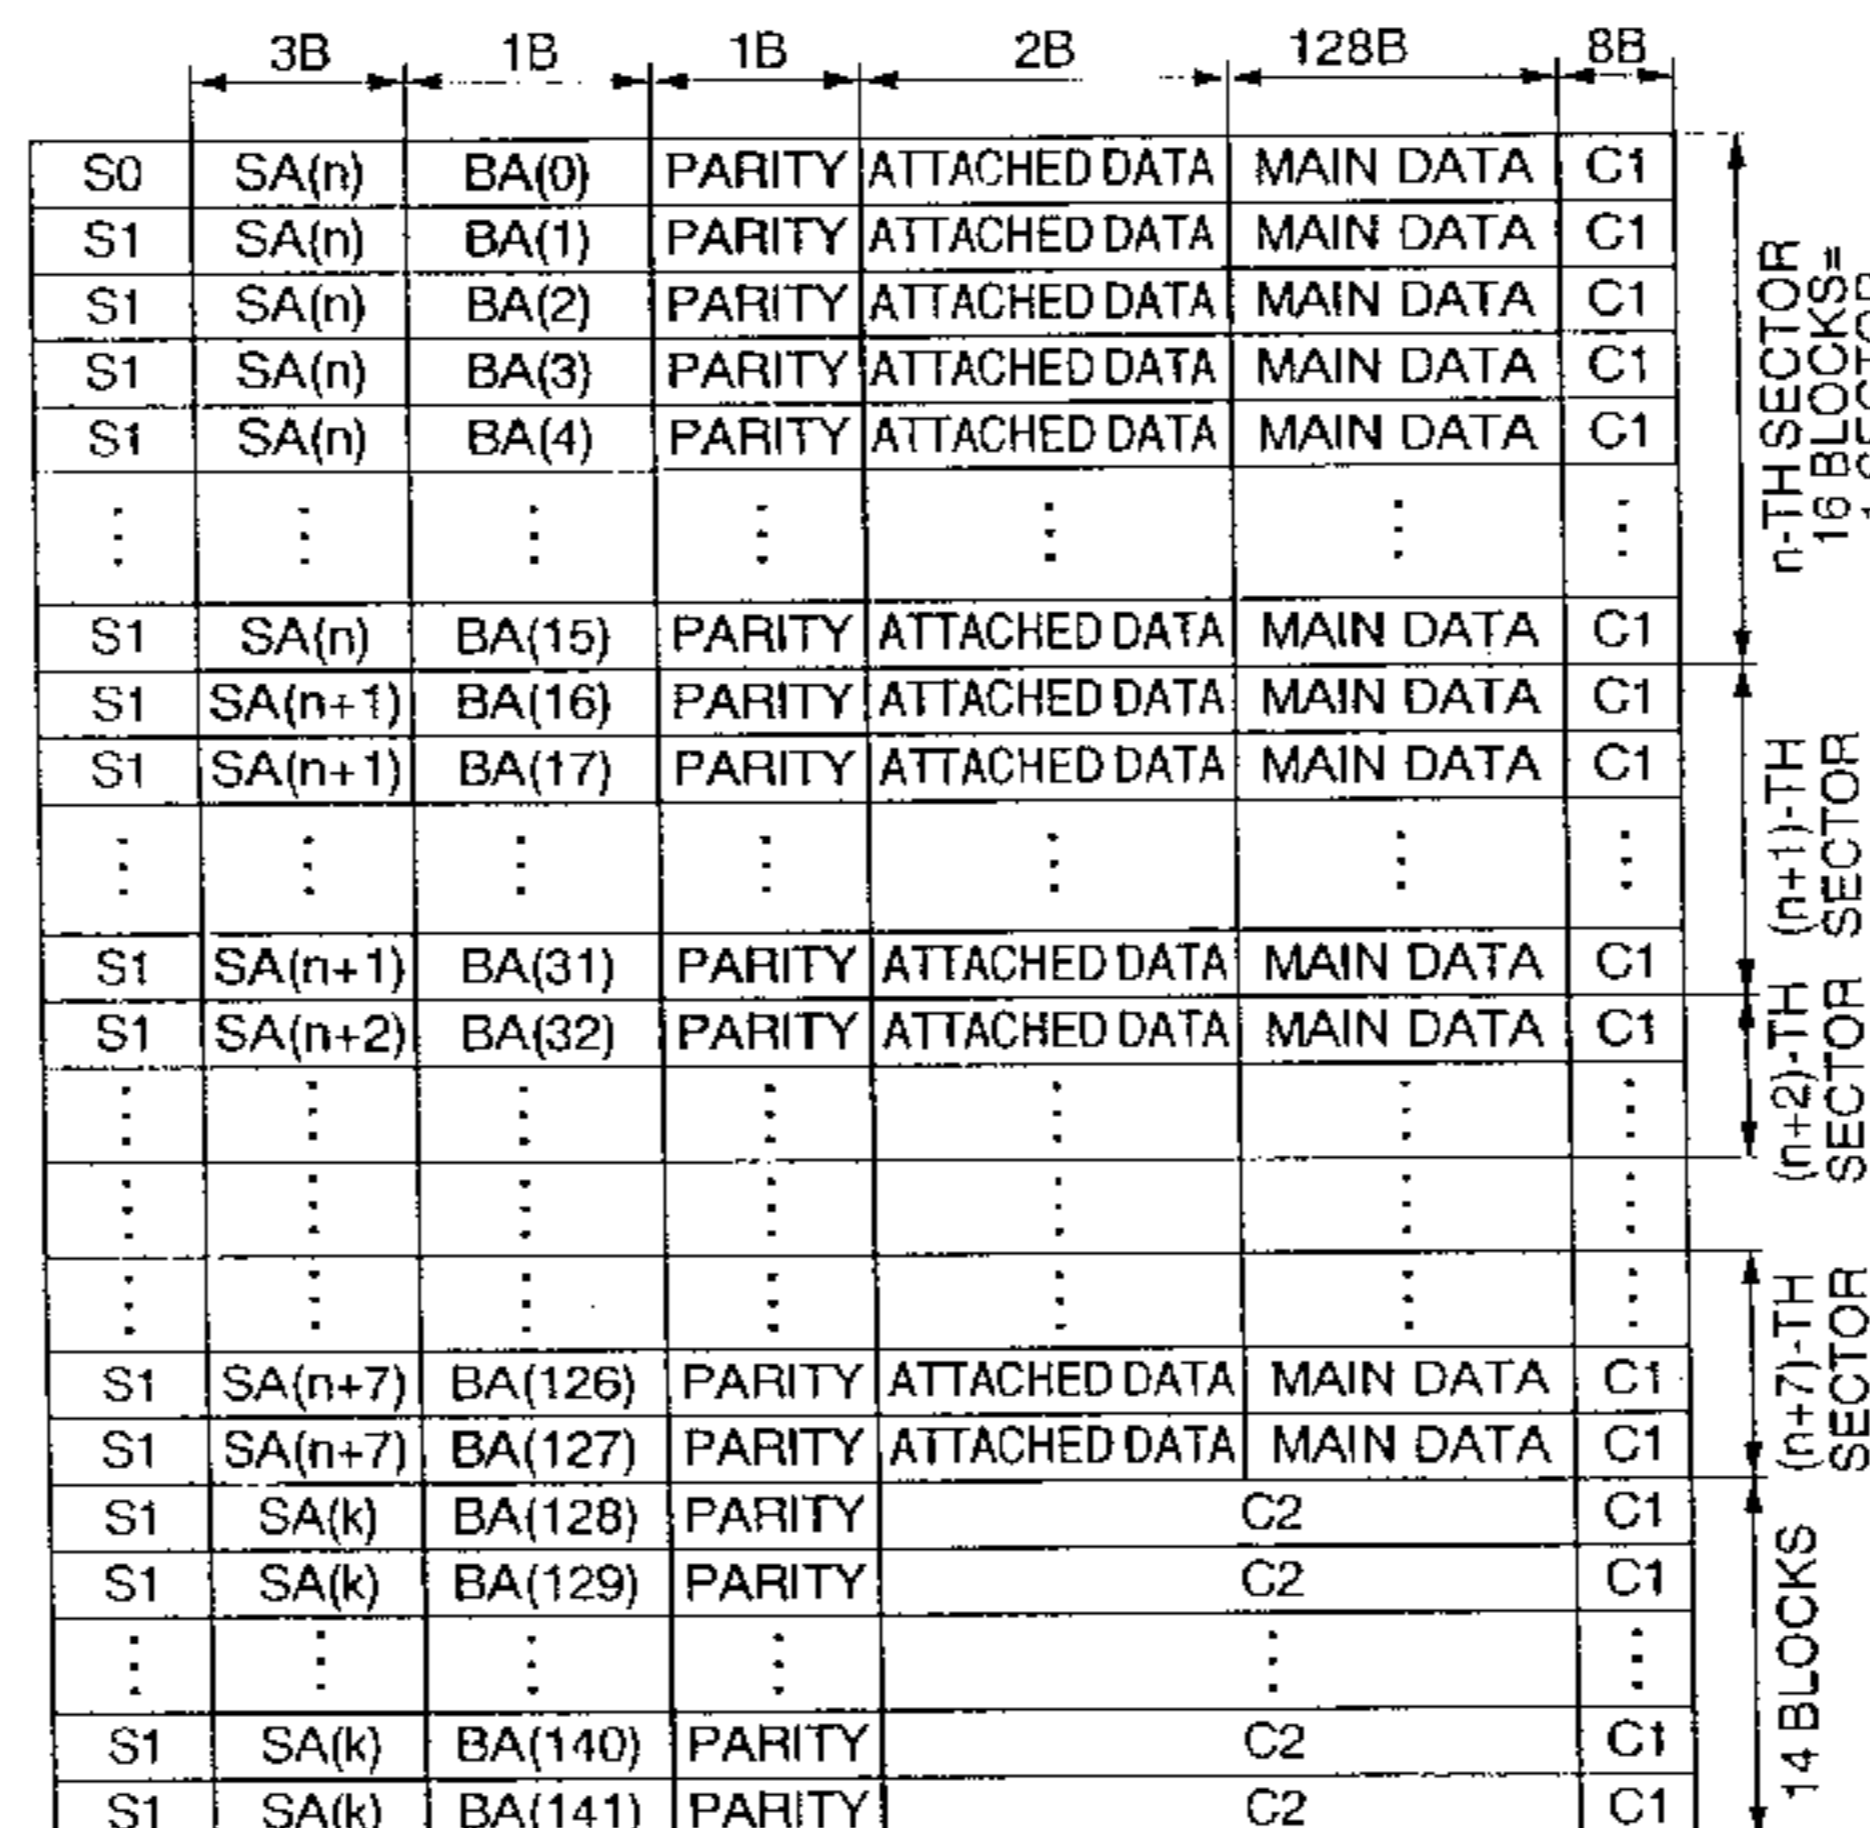 3B 1B 1B 2B 128B 8B
S0 SA(n) BA(0) PARITY ATTACHED DATA MAIN DATA C1
S1 SA(n) BA(1) PARITY ATTACHED DATA MAIN DATA C1
S1 SA(n) BA(2) PARITY ATTACHED DATA MAIN DATA C1
S1 SA(n) BA(3) PARITY ATTACHED DATA MAIN DATA C1
S1 SA(n) BA(4) PARITY ATTACHED DATA MAIN DATA C1
S1 SA(n) BA(15) PARITY ATTACHED DATA MAIN DATA C1
S1 SA(n+1) BA(16) PARITY ATTACHED DATA MAIN DATA C1
S1 SA(n+1) BA(17) PARITY ATTACHED DATA MAIN DATA C1
S1 SA(n+1) BA(31) PARITY ATTACHED DATA MAIN DATA C1
S1 SA(n+2) BA(32) PARITY ATTACHED DATA MAIN DATA C1
S1 SA(n+7) BA(126) PARITY ATTACHED DATA MAIN DATA C1
S1 SA(n+7) BA(127) PARITY ATTACHED DATA MAIN DATA C1
S1 SA(k) BA(128) PARITY C2 C1
S1 SA(k) BA(129) PARITY C2 C1
S1 SA(k) BA(140) PARITY C2 C1
S1 SA(k) BA(141) PARITY C2 C1
n-TH SECTOR
16 BLOCKS=
1 SECTOR
(n+1)-TH
SECTOR
(n+2)-TH
SECTOR
(n+7)-TH
SECTOR
14 BLOCKS